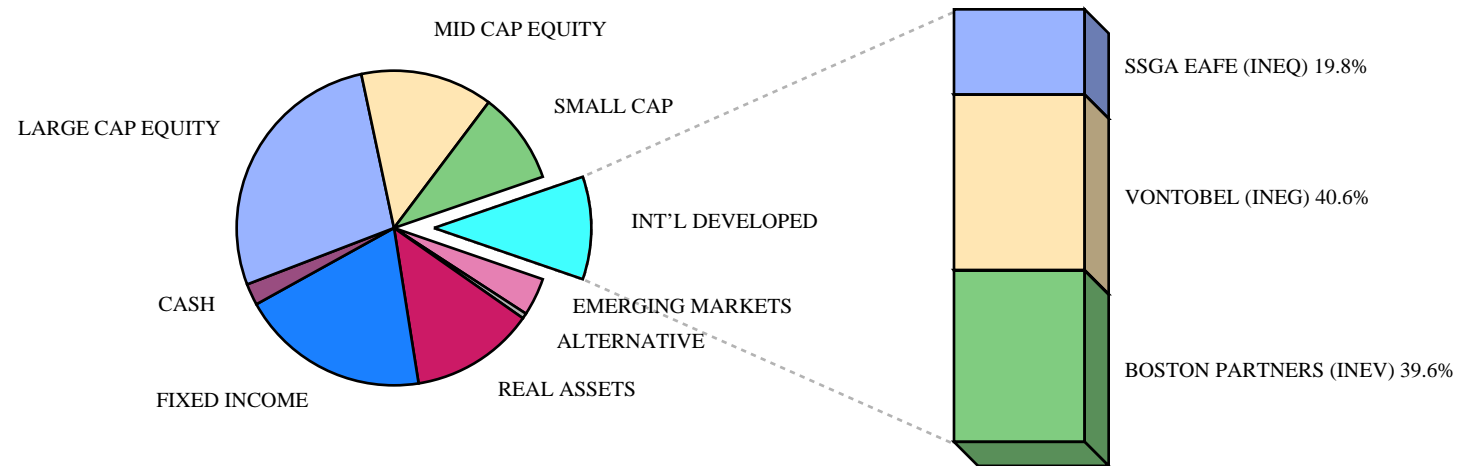 MID CAP EQUITY
SMALL CAP
LARGE CAP EQUITY
INT'L DEVELOPED
CASH
EMERGING MARKETS
ALTERNATIVE
REAL ASSETS
FIXED INCOME
SSGA EAFE (INEQ) 19.8%
VONTOBEL (INEG) 40.6%
BOSTON PARTNERS (INEV) 39.6%